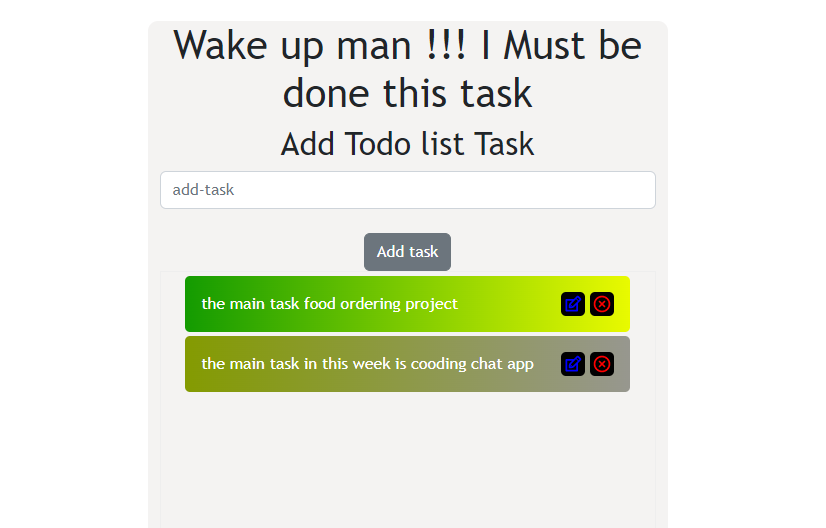 Wake up man !!! I Must be
done this task
Add Todo list Task
add-task
Add task
the main task food ordering project
the main task in this week is cooding chat app